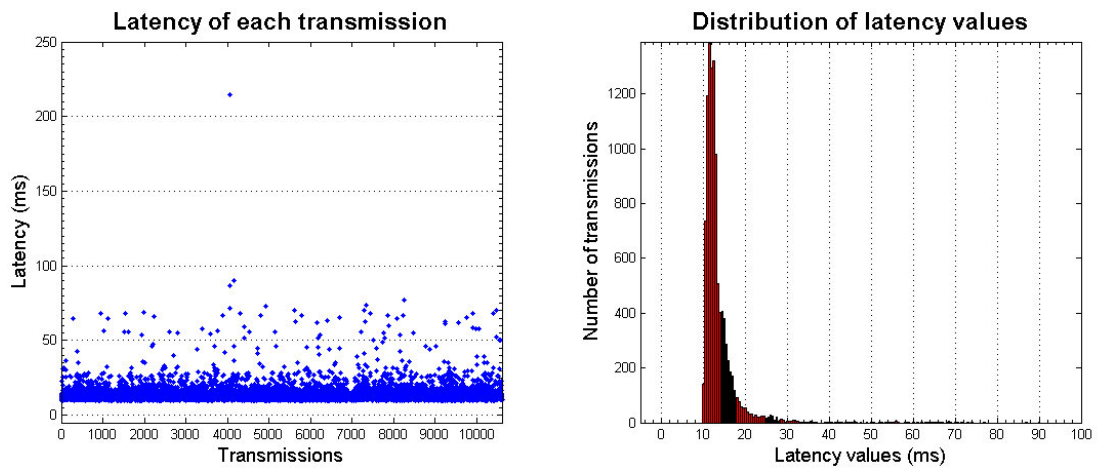 Latency of each transmission
250
200
150
100
50
0
Latency (ms)
0 1000 2000 3000 4000 5000 6000 7000 8000 9000 10000
Transmissions
Distribution of latency values
1200
1000
800
600
400
200
0
Number of transmissions
0 10 20 30 40 50 60 70 80 90 100
Latency values (ms)